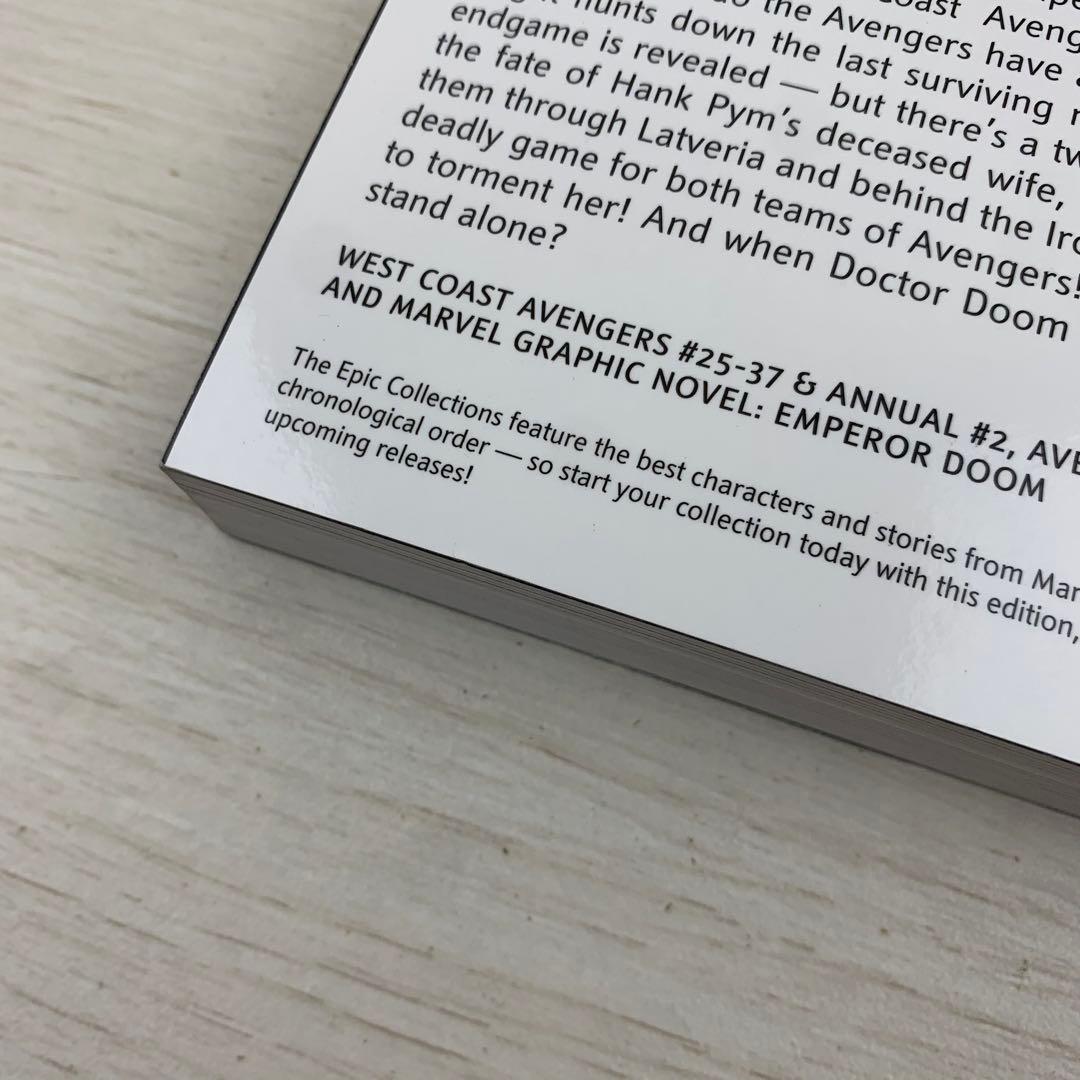 the Avengers have
hunts down the last surviving
endgame is revealed — but there's a
the fate of Hank Pym's deceased wife,
them through Latveria and behind the
deadly game for both teams of Avengers!
to torment her! And when Doctor Doom
stand alone?
WEST COAST AVENGERS #25-37 & ANNUAL #2,
AND MARVEL GRAPHIC NOVEL: EMPEROR DOOM
The Epic Collections feature the best characters and stories from
chronological order — so start your collection today with this edition,
upcoming releases!